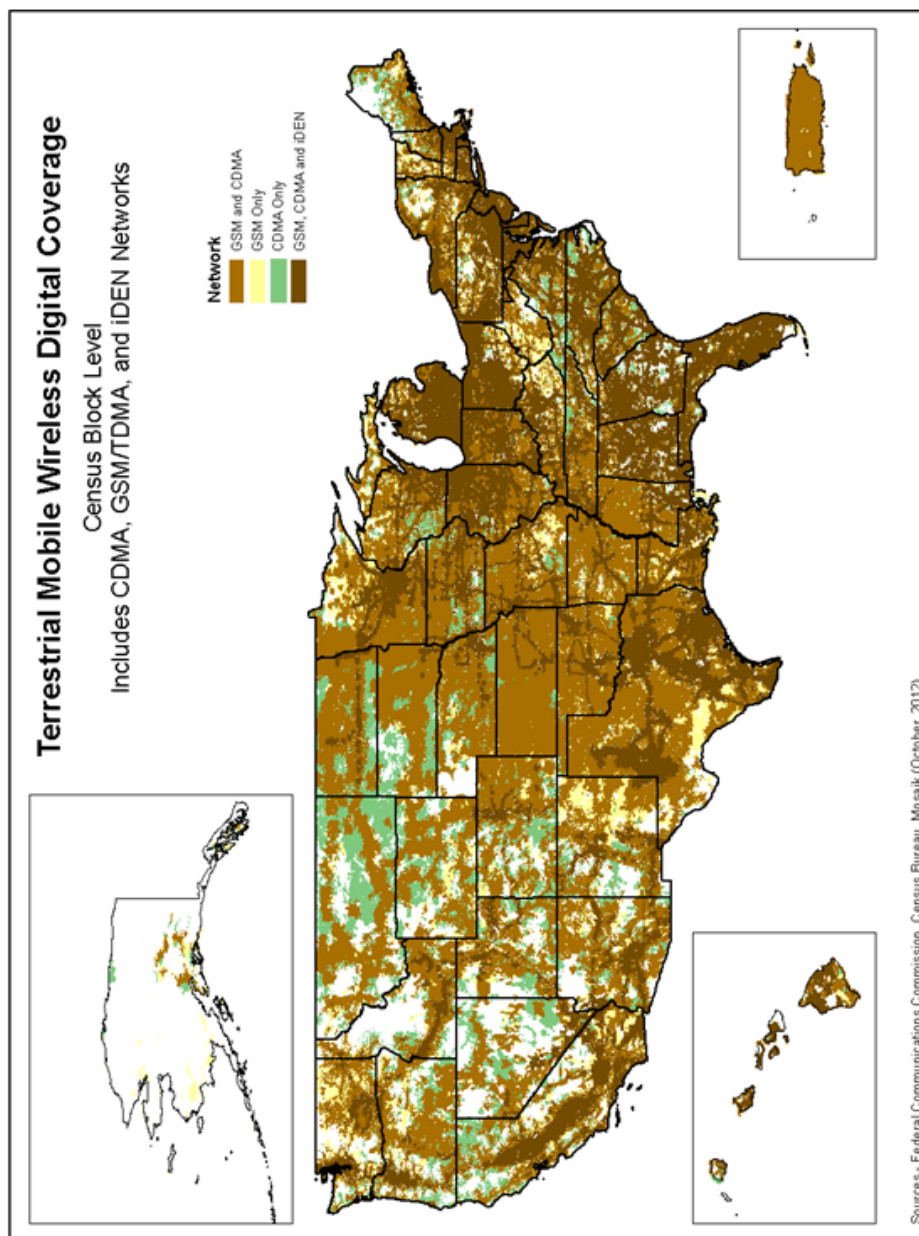 Terrestrial Mobile Wireless Digital Coverage
Census Block Level
Includes CDMA, GSM/TDMA, and iDEN Networks
Network
GSM and CDMA
GSM Only
CDMA Only
GSM, CDMA and iDEN
Sources - Federal Communications Commission, Census Bureau, Mosaik (October, 2012)